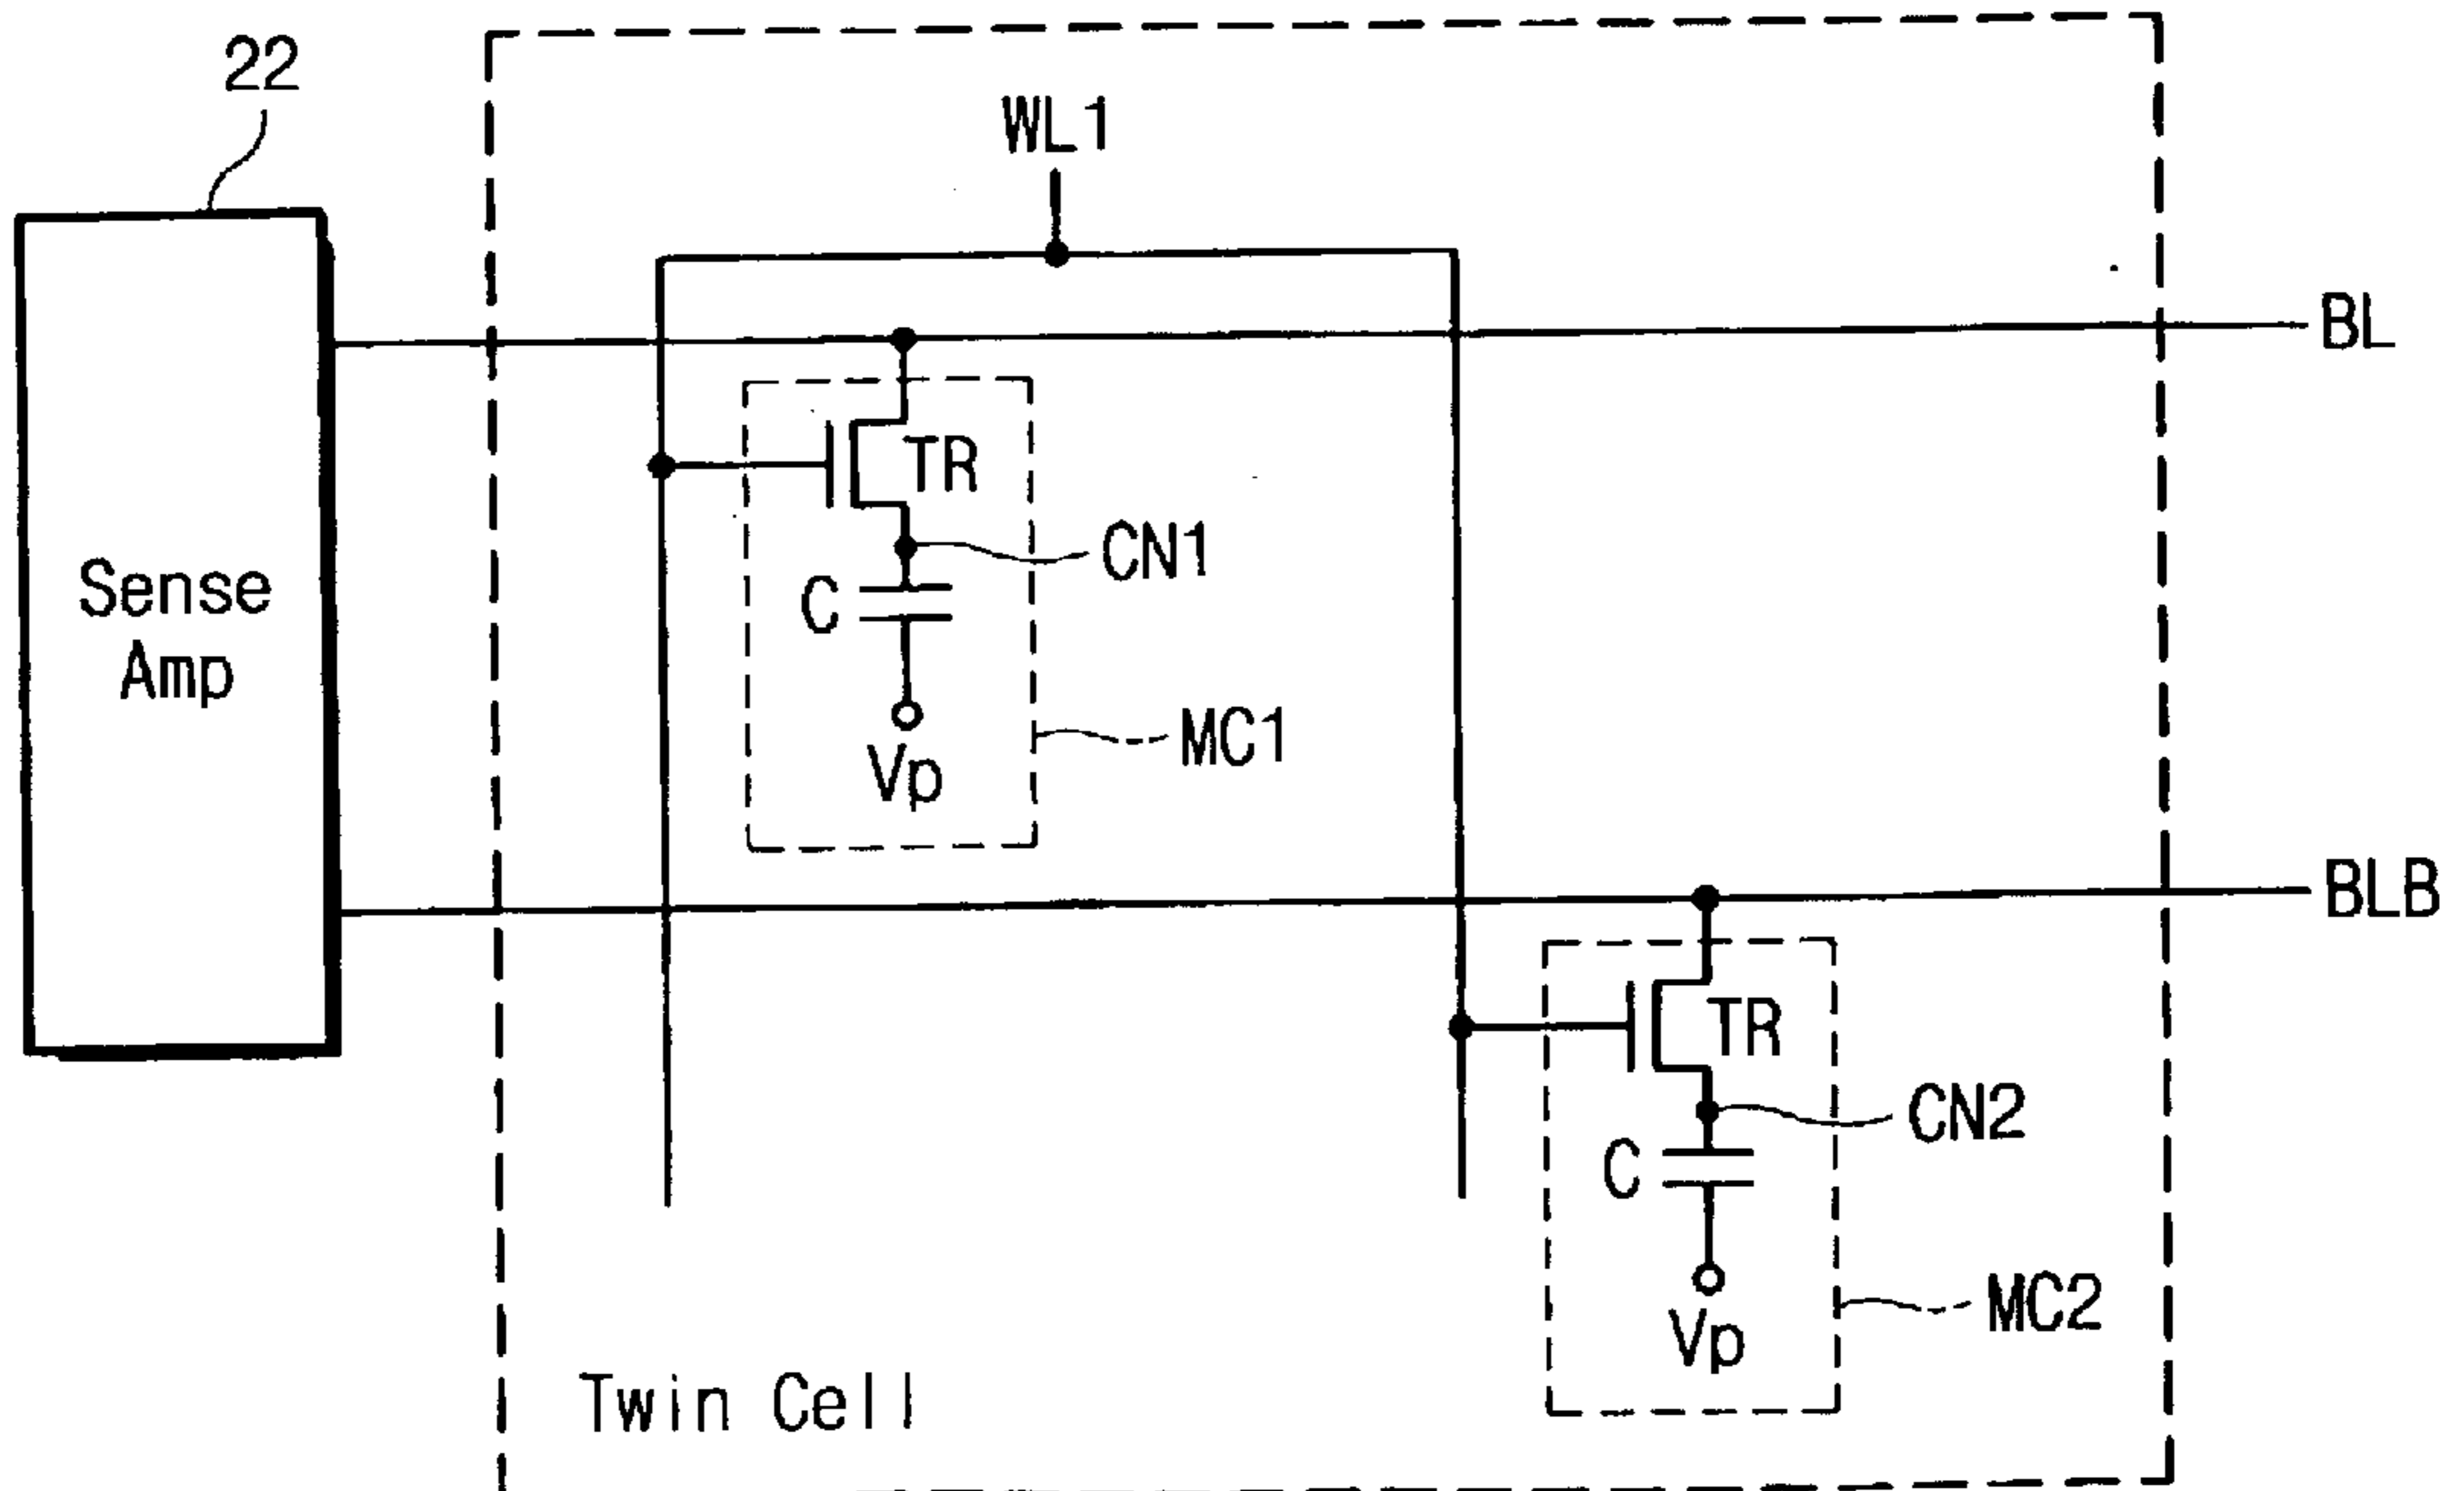 22
WL1
BL
TR
CN1
C
Sense
Amp
MC1
Vp
BLB
TR
CN2
C
MC2
Vp
Twin Cell